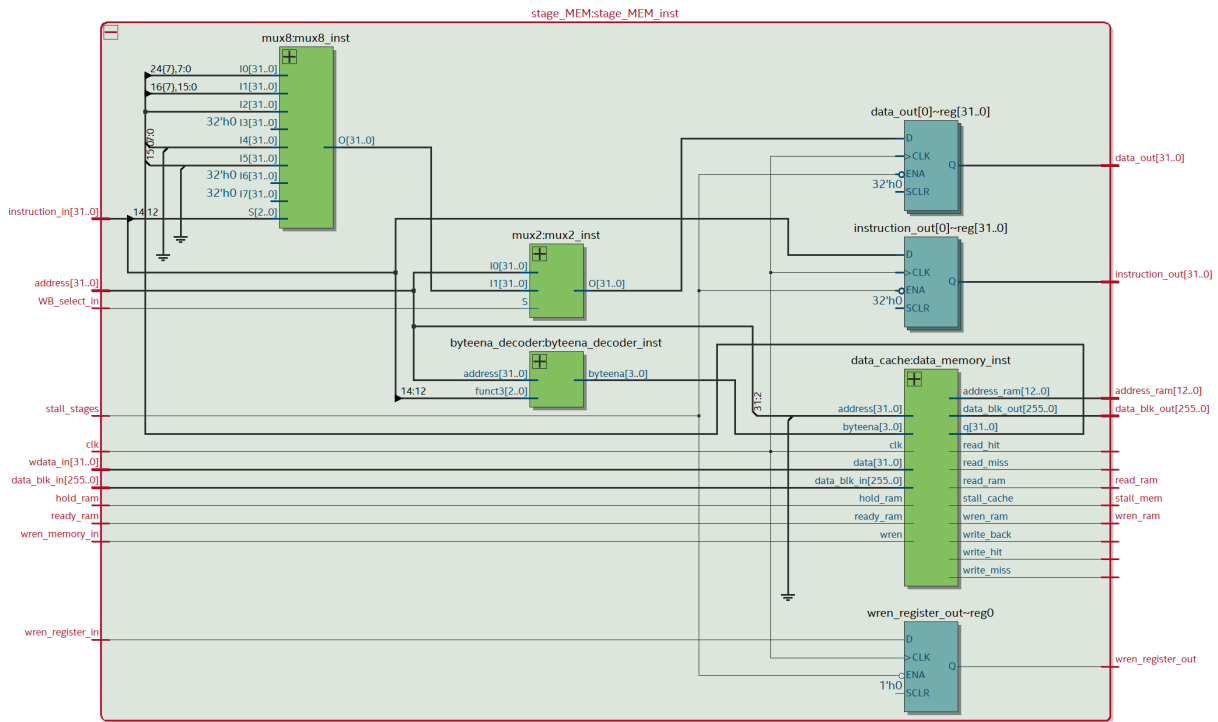 stage_MEM:stage_MEM_inst
mux8:mux8_inst
24{7},7:0
I0[31..0]
16{7},15:0
I1[31..0]
I2[31..0]
32'h0 I3[31..0]
I4[31..0]
O[31..0]
I5[31..0]
32'h0 I6[31..0]
32'h0 I7[31..0]
14:12
S[2..0]
instruction_in[31..0]
mux2:mux2_inst
I0[31..0]
I1[31..0]
O[31..0]
S
address[31..0]
WB_select_in
byteena_decoder:byteena_decoder_inst
address[31..0]
byteena[3..0]
14:12
funct3[2..0]
stall_stages
clk
wdata_in[31..0]
data_blk_in[255..0]
hold_ram
ready_ram
wren_memory_in
wren_register_in
data_out[0]~reg[31..0]
D
CLK
Q
ENA
32'h0
SCLR
data_out[31..0]
instruction_out[0]~reg[31..0]
D
CLK
Q
ENA
32'h0
SCLR
instruction_out[31..0]
data_cache:data_memory_inst
31:2
address[31..0]
byteena[3..0]
clk
data[31..0]
data_blk_in[255..0]
hold_ram
ready_ram
wren
address_ram[12..0]
data_blk_out[255..0]
q[31..0]
read_hit
read_miss
read_ram
stall_cache
wren_ram
write_back
write_hit
write_miss
address_ram[12..0]
data_blk_out[255..0]
read_ram
stall_mem
wren_ram
wren_register_out~reg0
D
CLK
Q
ENA
1'h0
SCLR
wren_register_out